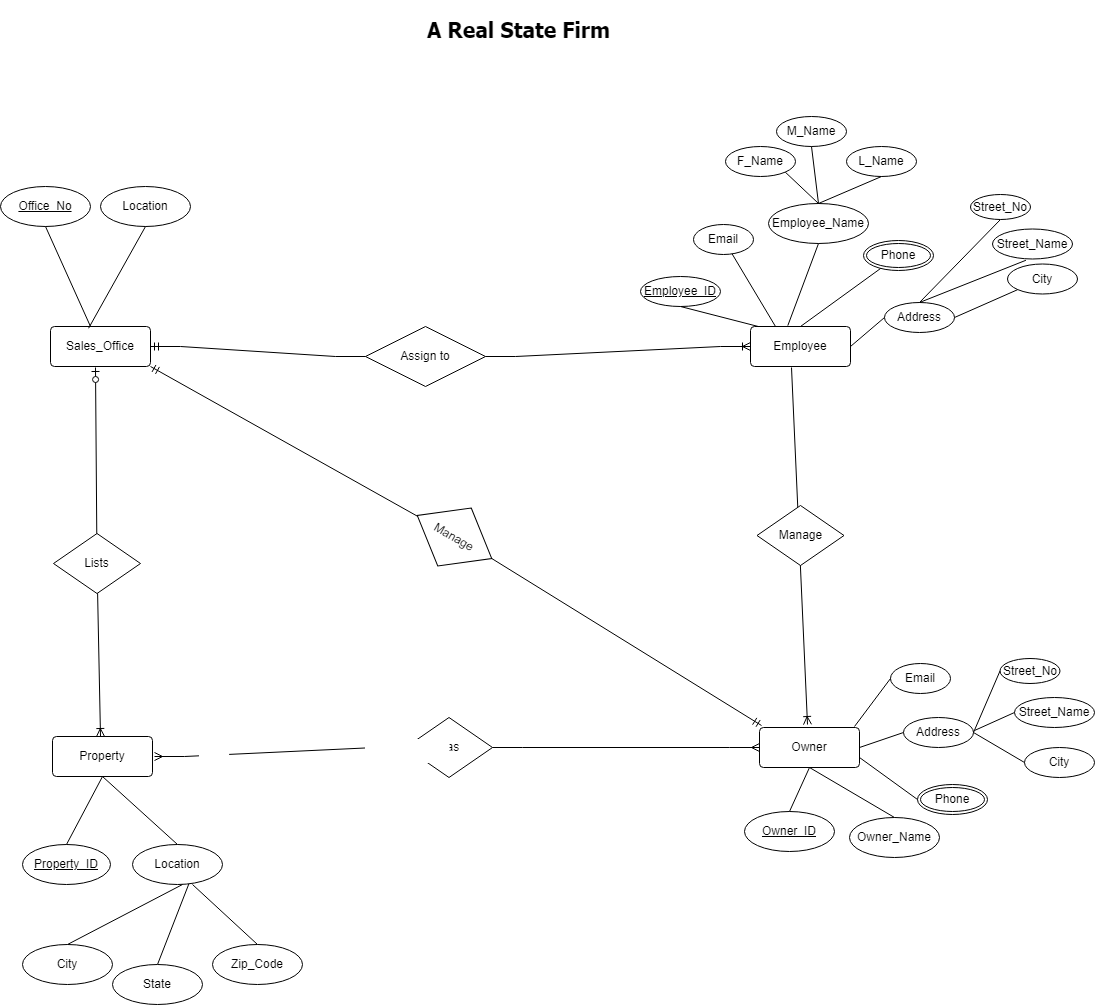 A Real State Firm
M_Name
F_Name
L_Name
Office_No
Location
Street_No
Employee_Name
Email
Street_Name
Phone
City
Employee_ID
Address
Sales_Office
Assign to
Employee
Manage
Manage
Lists
Email
Street_No
Street_Name
Address
Property
as
Owner
City
Phone
Owner_ID
Owner_Name
Property_ID
Location
City
State
Zip_Code